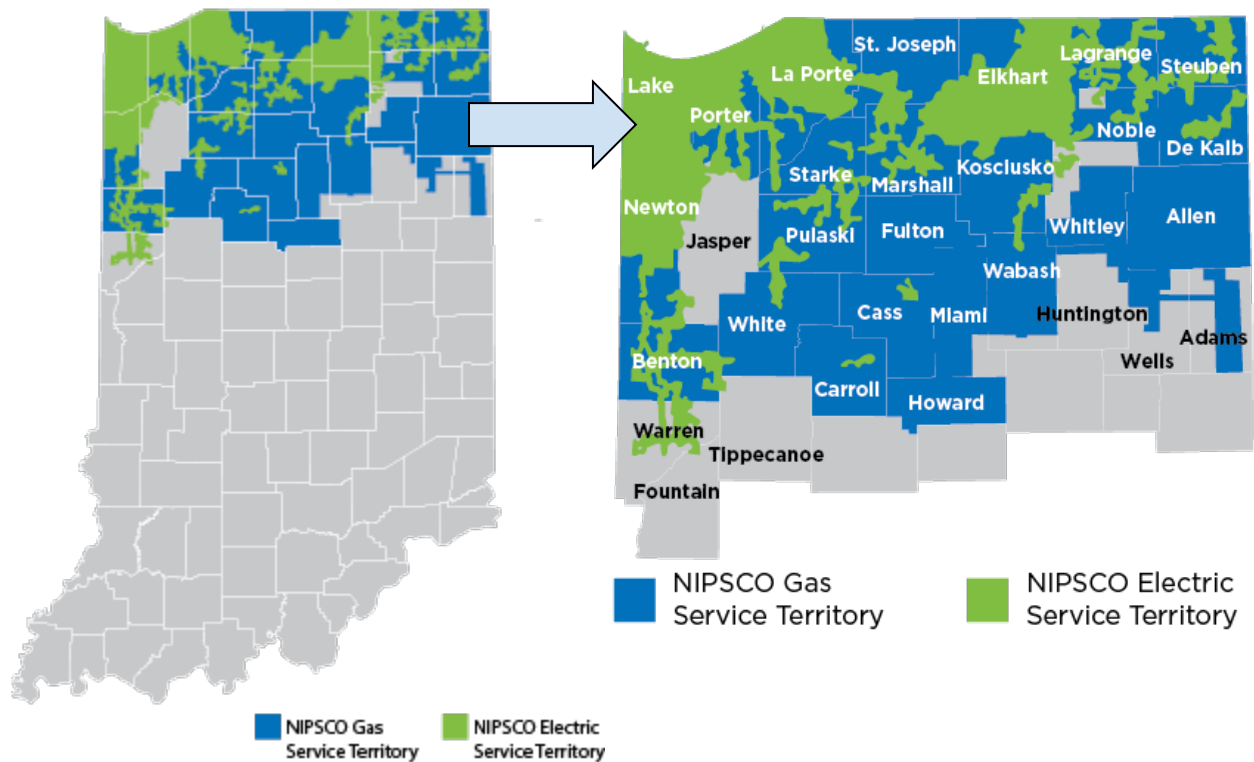 St. Joseph
Lagrange
Steuben
Lake
La Porte
Elkhart
Porter
Noble
De Kalb
Starke
Marshall
Kosciusko
Newton
Jasper
Pulaski
Fulton
Whitley
Allen
Wabash
White
Cass
Miami
Huntington
Adams
Benton
Wells
Carroll
Howard
Warren
Tippecanoe
Fountain
NIPSCO Gas
Service Territory
NIPSCO Electric
Service Territory
NIPSCO Gas
Service Territory
NIPSCO Electric
Service Territory